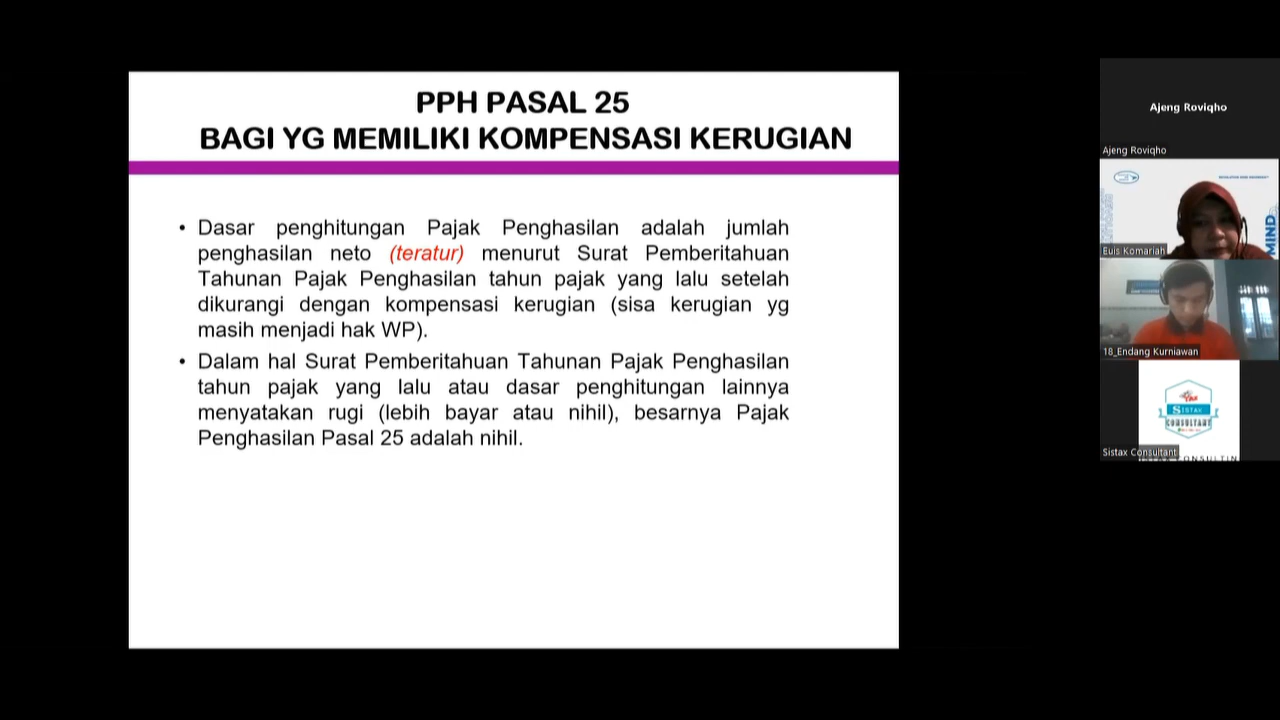 PPH PASAL 25
BAGI YG MEMILIKI KOMPENSASI KERUGIAN
• Dasar penghitungan Pajak Penghasilan adalah jumlah
penghasilan neto (teratur) menurut Surat Pemberitahuan
Tahunan Pajak Penghasilan tahun pajak yang lalu setelah
dikurangi dengan kompensasi kerugian (sisa kerugian yg
masih menjadi hak WP).
• Dalam hal Surat Pemberitahuan Tahunan Pajak Penghasilan
tahun pajak yang lalu atau dasar penghitungan lainnya
menyatakan rugi (lebih bayar atau nihil), besarnya Pajak
Penghasilan Pasal 25 adalah nihil.
Ajeng Roviqho
Ajeng Roviqho
MIND
Euis Komariah
18_Endang Kurniawan
TAX
SISTAX
CONSULTANT
Sistax Consultant